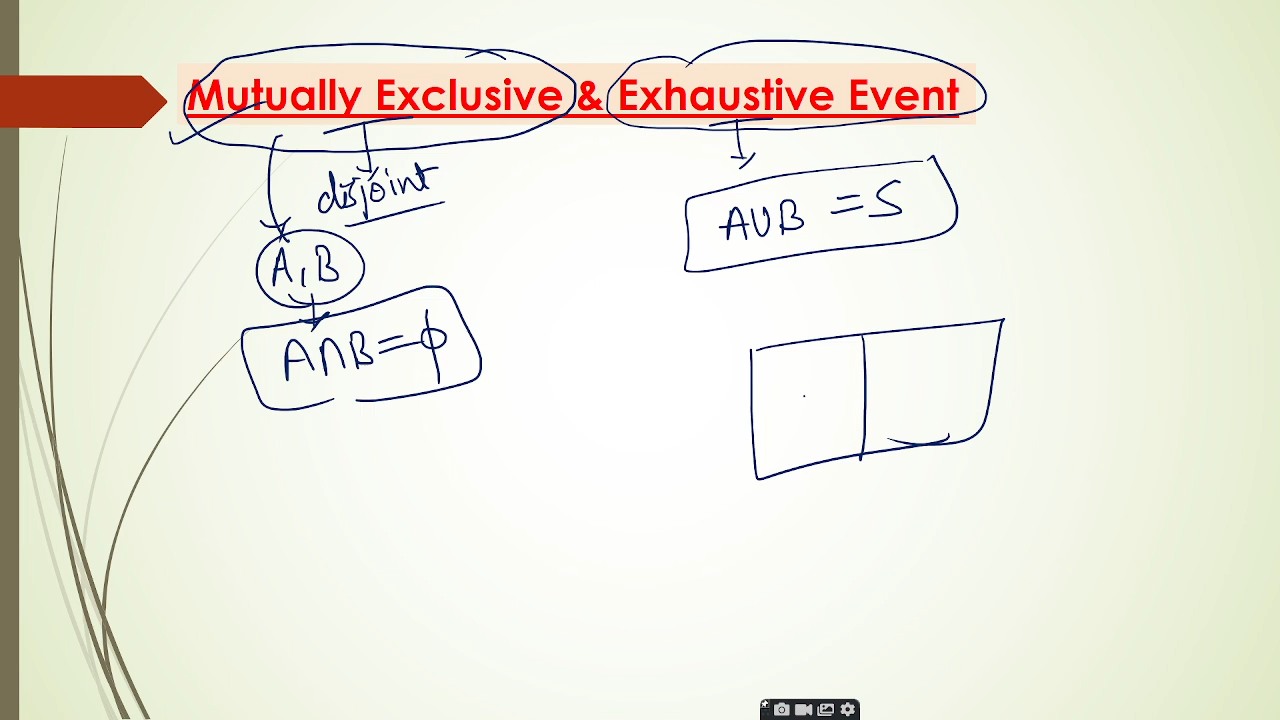 Mutually Exclusive & Exhaustive Event
disjoint
A, B
A∩B=ϕ
A∪B = S